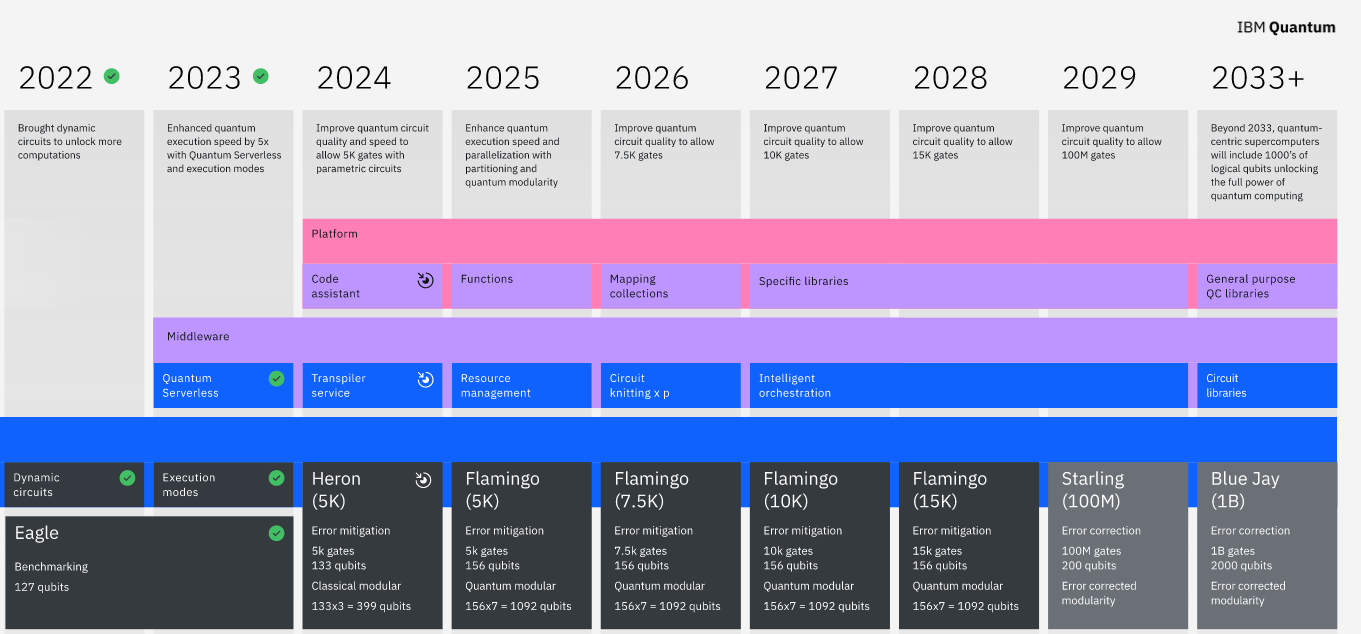 IBM Quantum
2022
2023
2024
2025
2026
2027
2028
2029
2033+
Brought dynamic
circuits to unlock more
computations
Enhanced quantum
execution speed by 5x
with Quantum Serverless
and execution modes
Improve quantum circuit
quality and speed to
allow 5K gates with
parametric circuits
Enhance quantum
execution speed and
parallelization with
partitioning and
quantum modularity
Improve quantum
circuit quality to allow
7.5K gates
Improve quantum
circuit quality to allow
10K gates
Improve quantum
circuit quality to allow
15K gates
Improve quantum
circuit quality to allow
100M gates
Beyond 2033, quantum-
centric supercomputers
will include 1000's of
logical qubits unlocking
the full power of
quantum computing
Platform
Code
assistant
Functions
Mapping
collections
Specific libraries
General purpose
QC libraries
Middleware
Quantum
Serverless
Transpiler
service
Resource
management
Circuit
knitting x p
Intelligent
orchestration
Circuit
libraries
Dynamic
circuits
Execution
modes
Eagle
Benchmarking
127 qubits
Heron
(5K)
Error mitigation
5k gates
133 qubits
Classical modular
133x3 = 399 qubits
Flamingo
(5K)
Error mitigation
5k gates
156 qubits
Quantum modular
156x7 = 1092 qubits
Flamingo
(7.5K)
Error mitigation
7.5k gates
156 qubits
Quantum modular
156x7 = 1092 qubits
Flamingo
(10K)
Error mitigation
10k gates
156 qubits
Quantum modular
156x7 = 1092 qubits
Flamingo
(15K)
Error mitigation
15k gates
156 qubits
Quantum modular
156x7 = 1092 qubits
Starling
(100M)
Error correction
100M gates
200 qubits
Error corrected
modularity
Blue Jay
(1B)
Error correction
1B gates
2000 qubits
Error corrected
modularity